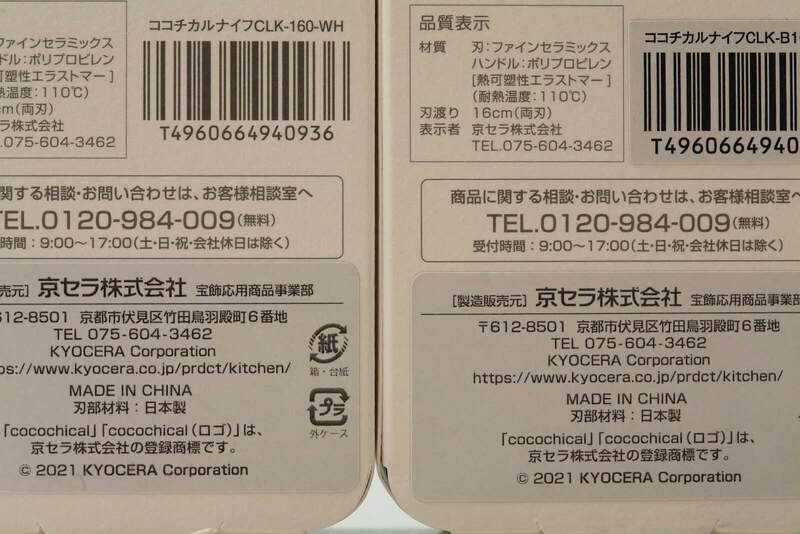 ココチカルナイフCLK-160-WH
ファインセラミックス
ドル：ポリプロピレン
可塑性エラストマー]
熱温度：110℃)
cm(両刃)
セラ株式会社
.075-604-3462
T4960664940936
関する相談・お問い合わせは、お客様相談室へ
TEL.0120-984-009(無料)
時間：9:00〜17:00(土・日・祝・会社休日は除く)
売元] 京セラ株式会社 宝飾応用商品事業部
612-8501 京都市伏見区竹田鳥羽殿町6番地
TEL 075-604-3462
KYOCERA Corporation
ps://www.kyocera.co.jp/prdct/kitchen/
MADE IN CHINA
刃部材料：日本製
「cocochical」「cocochical(ロゴ)」は、
京セラ株式会社の登録商標です。
© 2021 KYOCERA Corporation
紙
箱・台紙
プラ
外ケース
品質表示
材質 刃：ファインセラミックス
ハンドル：ポリプロピレン
[熱可塑性エラストマー]
(耐熱温度：110℃)
刃渡り 16cm(両刃)
表示者 京セラ株式会社
TEL.075-604-3462
ココチカルナイフCLK-B1
T4960664940
商品に関する相談・お問い合わせは、お客様相談室へ
TEL.0120-984-009(無料)
受付時間：9:00〜17:00(土・日・祝・会社休日は除く)
[製造販売元] 京セラ株式会社 宝飾応用商品事業部
〒612-8501 京都市伏見区竹田鳥羽殿町6番地
TEL 075-604-3462
KYOCERA Corporation
https://www.kyocera.co.jp/prdct/kitchen/
MADE IN CHINA
刃部材料：日本製
「cocochical」「cocochical(ロゴ)」は、
京セラ株式会社の登録商標です。
© 2021 KYOCERA Corporation